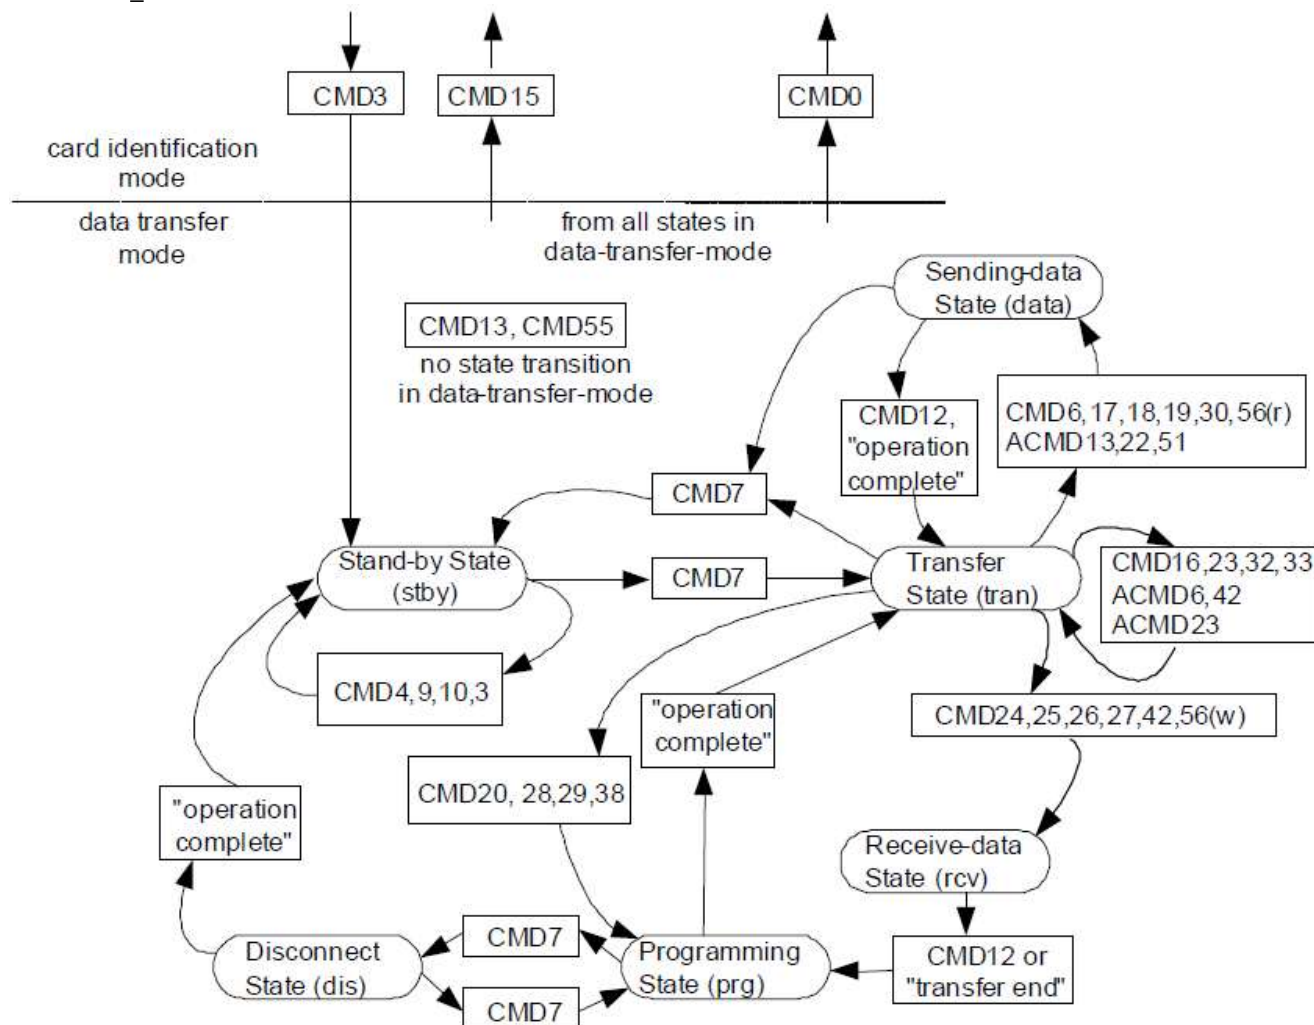 CMD3
CMD15
CMD0
card identification
mode
data transfer
mode
from all states in
data-transfer-mode
Sending-data
State (data)
CMD13, CMD55
no state transition
in data-transfer-mode
CMD12,
"operation
complete"
CMD6,17,18,19,30,56(r)
ACMD13,22,51
CMD7
Stand-by State
(stby)
CMD7
Transfer
State (tran)
CMD16,23,32,33
ACMD6,42
ACMD23
CMD4,9,10,3
"operation
complete"
CMD24,25,26,27,42,56(w)
CMD20, 28,29,38
"operation
complete"
Receive-data
State (rcv)
CMD7
Disconnect
State (dis)
Programming
State (prg)
CMD12 or
"transfer end"
CMD7